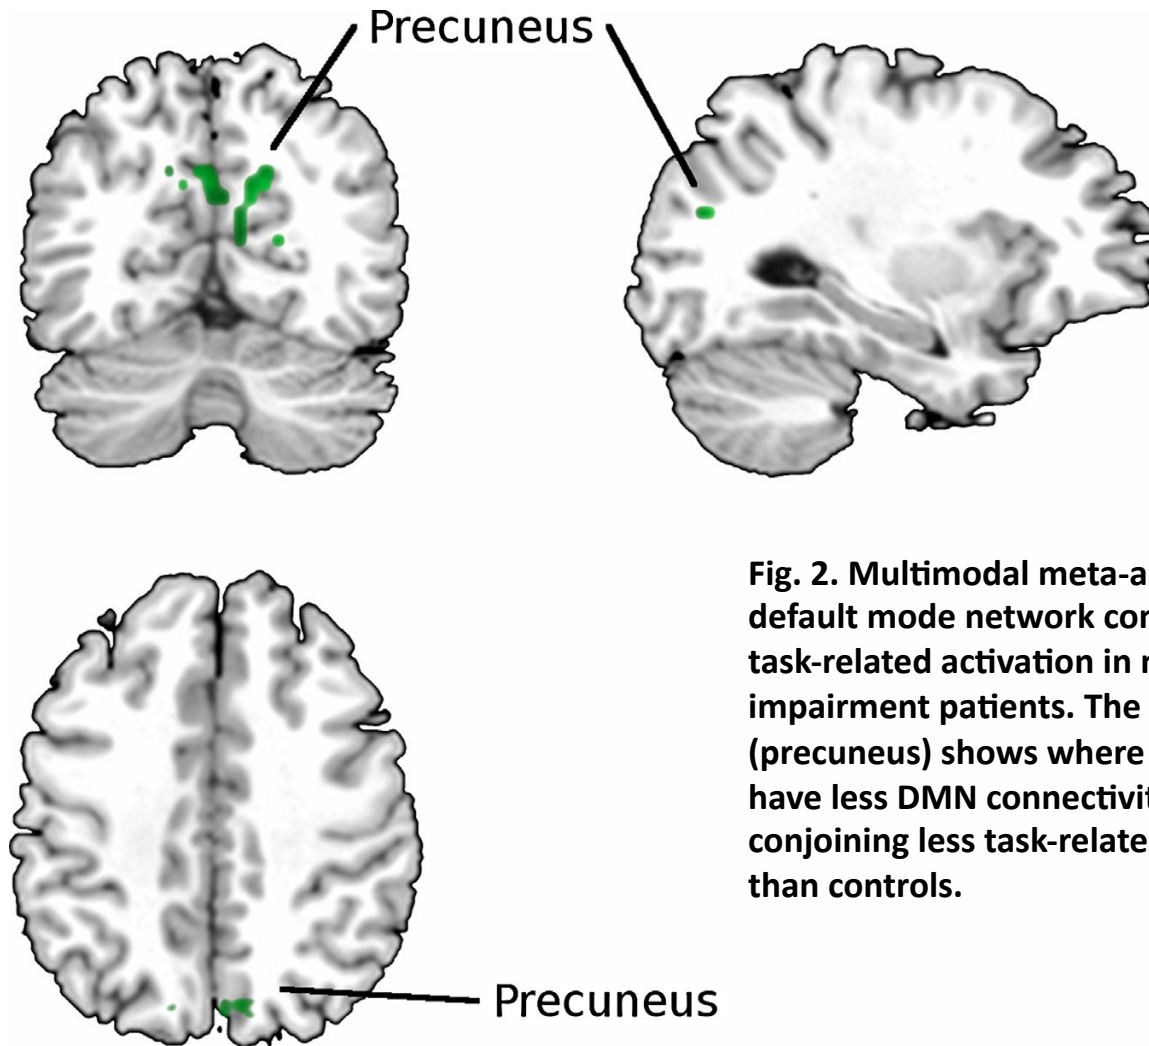 Precuneus
Fig. 2. Multimodal meta-a
default mode network con
task-related activation in
impairment patients. The
(precuneus) shows where
have less DMN connectivit
conjoining less task-relate
than controls.
Precuneus